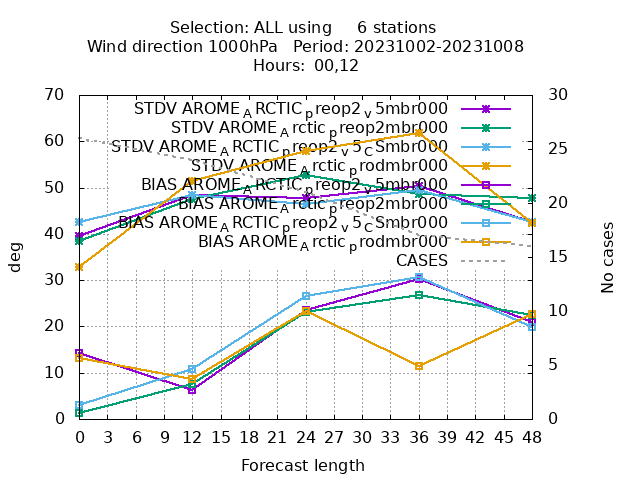 Selection: ALL using 6 stations
Wind direction 1000hPa Period: 20231002-20231008
Hours: 00,12
70
60
50
40
30
20
10
0
deg
STDV AROME_ARCTIC_preop2_v5mbr000
STDV AROME_Arctic_preop2mbr000
STDV AROME_ARCTIC_preop2_v5_CSmbr000
STDV AROME_Arctic_prodmbr000
BIAS AROME_ARCTIC_preop2_v5mbr000
BIAS AROME_Arctic_preop2mbr000
BIAS AROME_ARCTIC_preop2_v5_CSmbr000
BIAS AROME_Arctic_prodmbr000
CASES
30
25
20
15
10
5
0
No cases
0 3 6 9 12 15 18 21 24 27 30 33 36 39 42 45 48
Forecast length